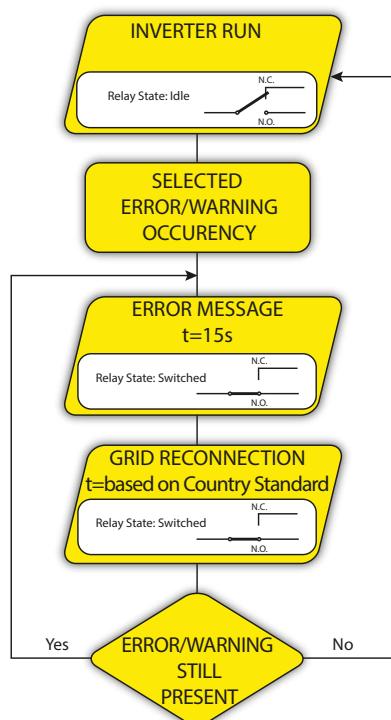 INVERTER RUN
N.C.
Relay State: Idle
N.O.
SELECTED
ERROR/WARNING
OCCURENCY
ERROR MESSAGE
t=15s
N.C.
Relay State: Switched
N.O.
GRID RECONNECTION
t=based on Country Standard
N.C.
Relay State: Switched
N.O.
Yes
ERROR/WARNING
No
STILL
PRESENT